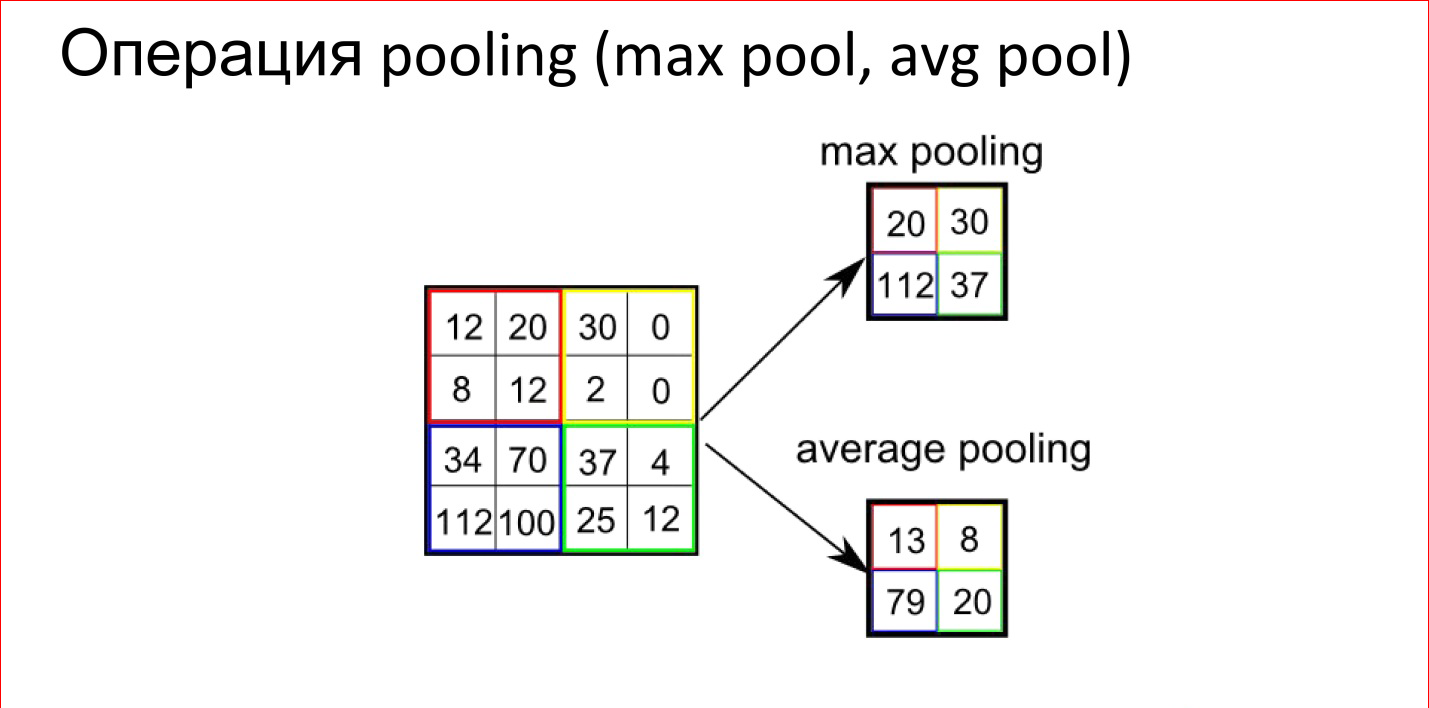 Операция pooling (max pool, avg pool)
max pooling
20 30
112 37
12 20 30 0
8 12 2 0
34 70 37 4
112 100 25 12
average pooling
13 8
79 20